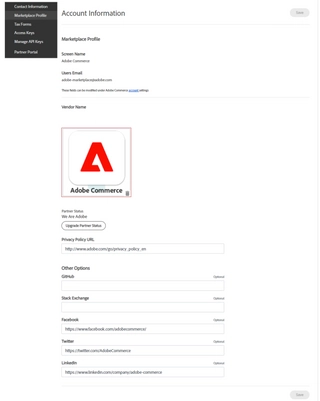 Contact Information
Marketplace Profile
Tax Forms
Access Keys
Manage API Keys
Partner Portal
Account Information
Save
Marketplace Profile
Screen Name
Adobe Commerce
Users Email
adobe-marketplace@adobe.com
These fields can be modified under Adobe Commerce account settings
Vendor Name
Adobe Commerce
Partner Status
We Are Adobe
Upgrade Partner Status
Privacy Policy URL
http://www.adobe.com/go/privacy_policy_en
Other Options
GitHub
Optional
Stack Exchange
Optional
Facebook
Optional
https://www.facebook.com/adobecommerce/
Twitter
Optional
https://twitter.com/AdobeCommerce
LinkedIn
Optional
https://www.linkedin.com/company/adobe-commerce
Save